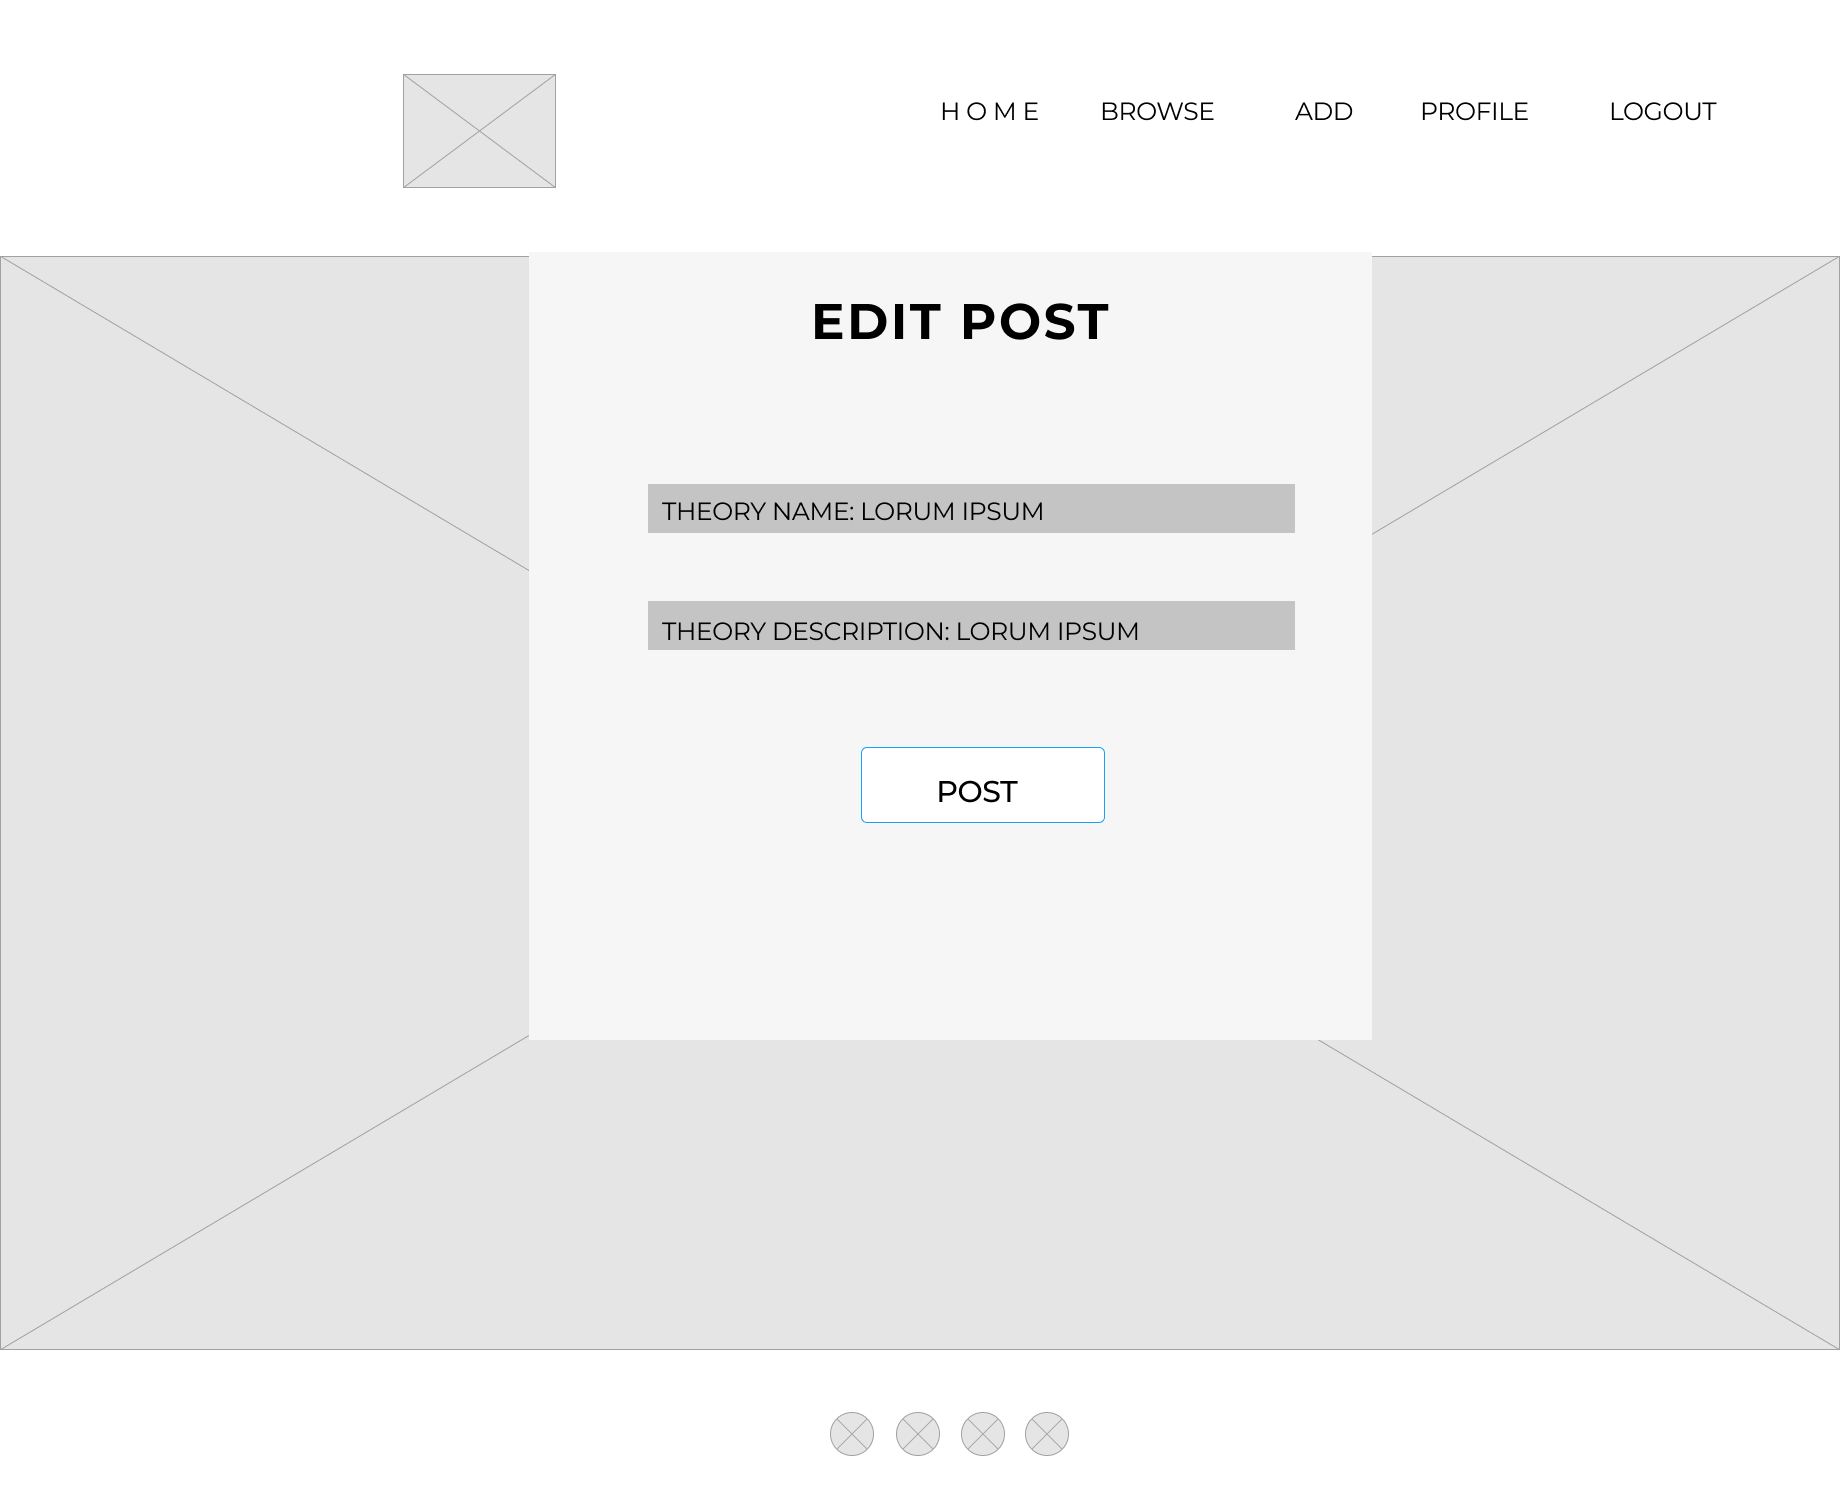 H O M E BROWSE ADD PROFILE LOGOUT
EDIT POST
THEORY NAME: LORUM IPSUM
THEORY DESCRIPTION: LORUM IPSUM
POST